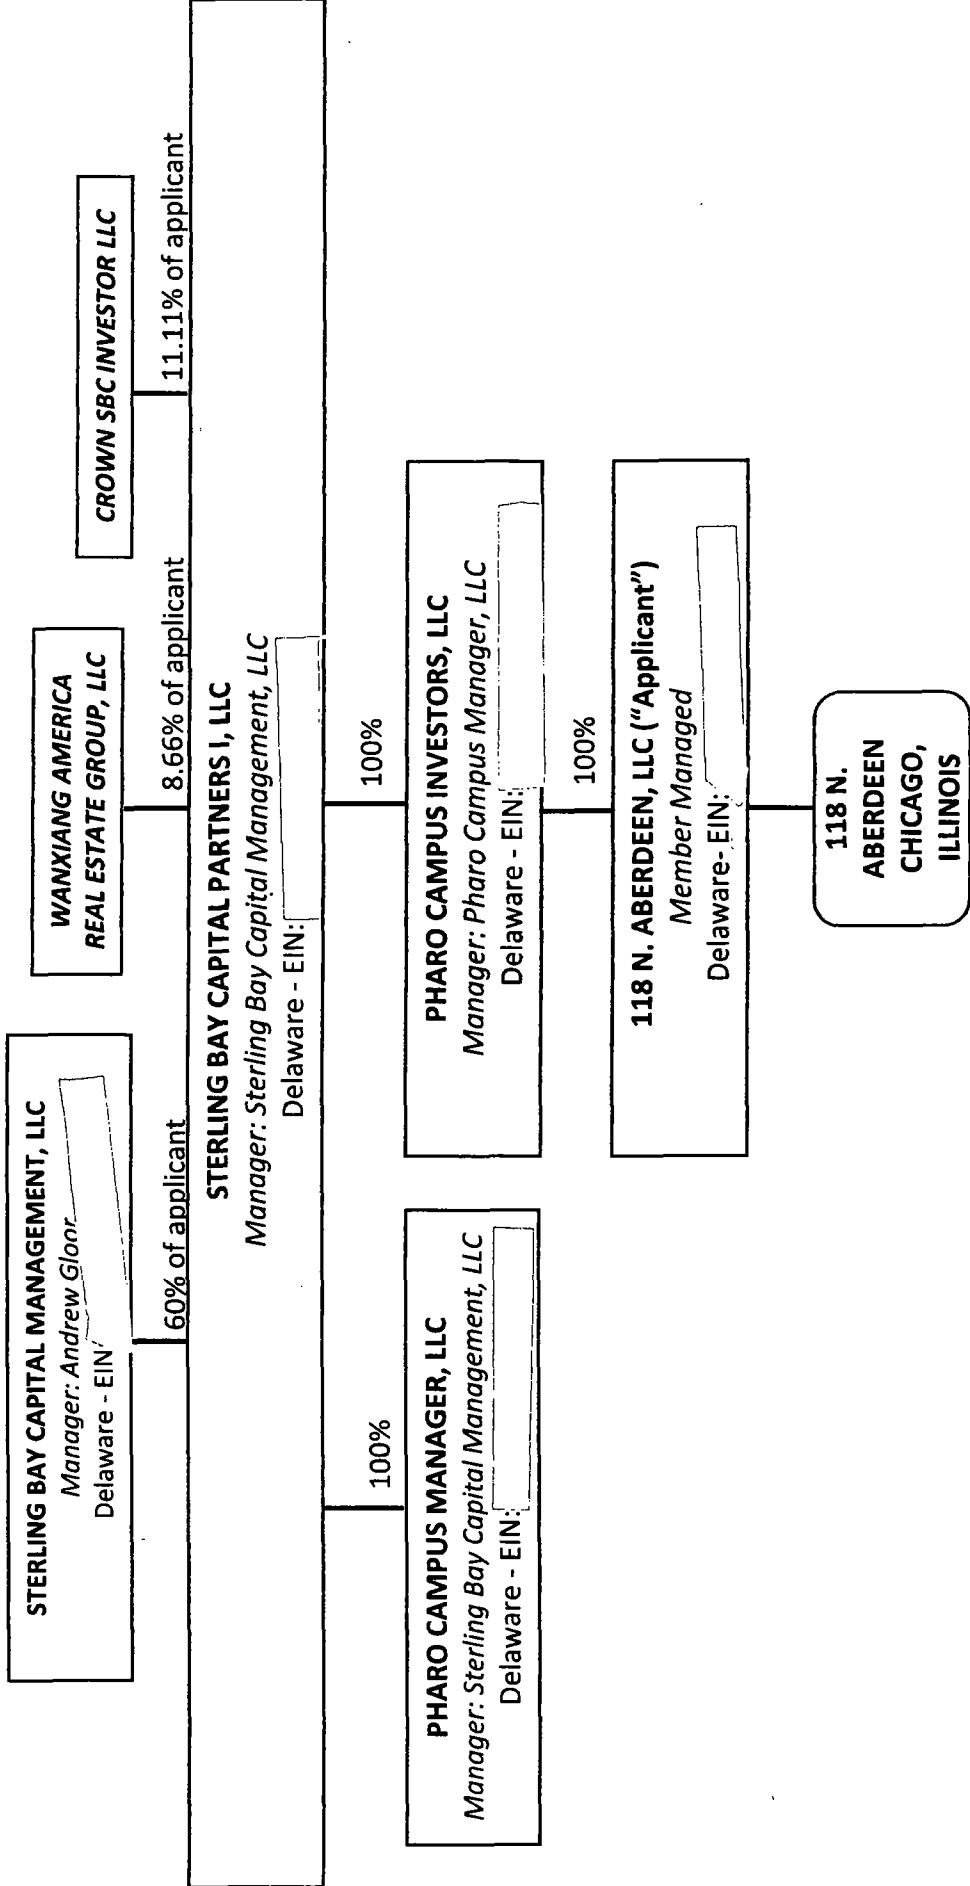 STERLING BAY CAPITAL MANAGEMENT, LLC
Manager: Andrew Gloor
Delaware - EIN
WANXIANG AMERICA
REAL ESTATE GROUP, LLC
CROWN SBC INVESTOR LLC
60% of applicant
8.66% of applicant
11.11% of applicant
STERLING BAY CAPITAL PARTNERS I, LLC
Manager: Sterling Bay Capital Management, LLC
Delaware - EIN:
100%
100%
PHARO CAMPUS MANAGER, LLC
Manager: Sterling Bay Capital Management, LLC
Delaware - EIN:
PHARO CAMPUS INVESTORS, LLC
Manager: Pharo Campus Manager, LLC
Delaware - EIN:
100%
118 N. ABERDEEN, LLC (“Applicant”)
Member Managed
Delaware- EIN:
118 N.
ABERDEEN
CHICAGO,
ILLINOIS